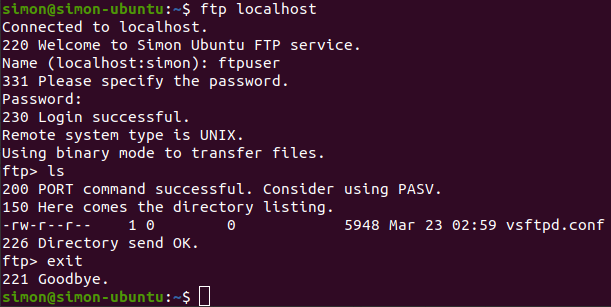 simon@simon-ubuntu:~$ ftp localhost
Connected to localhost.
220 Welcome to Simon Ubuntu FTP service.
Name (localhost:simon): ftpuser
331 Please specify the password.
Password:
230 Login successful.
Remote system type is UNIX.
Using binary mode to transfer files.
ftp> ls
200 PORT command successful. Consider using PASV.
150 Here comes the directory listing.
-rw-r--r--    1 0        0            5948 Mar 23 02:59 vsftpd.conf
226 Directory send OK.
ftp> exit
221 Goodbye.
simon@simon-ubuntu:~$